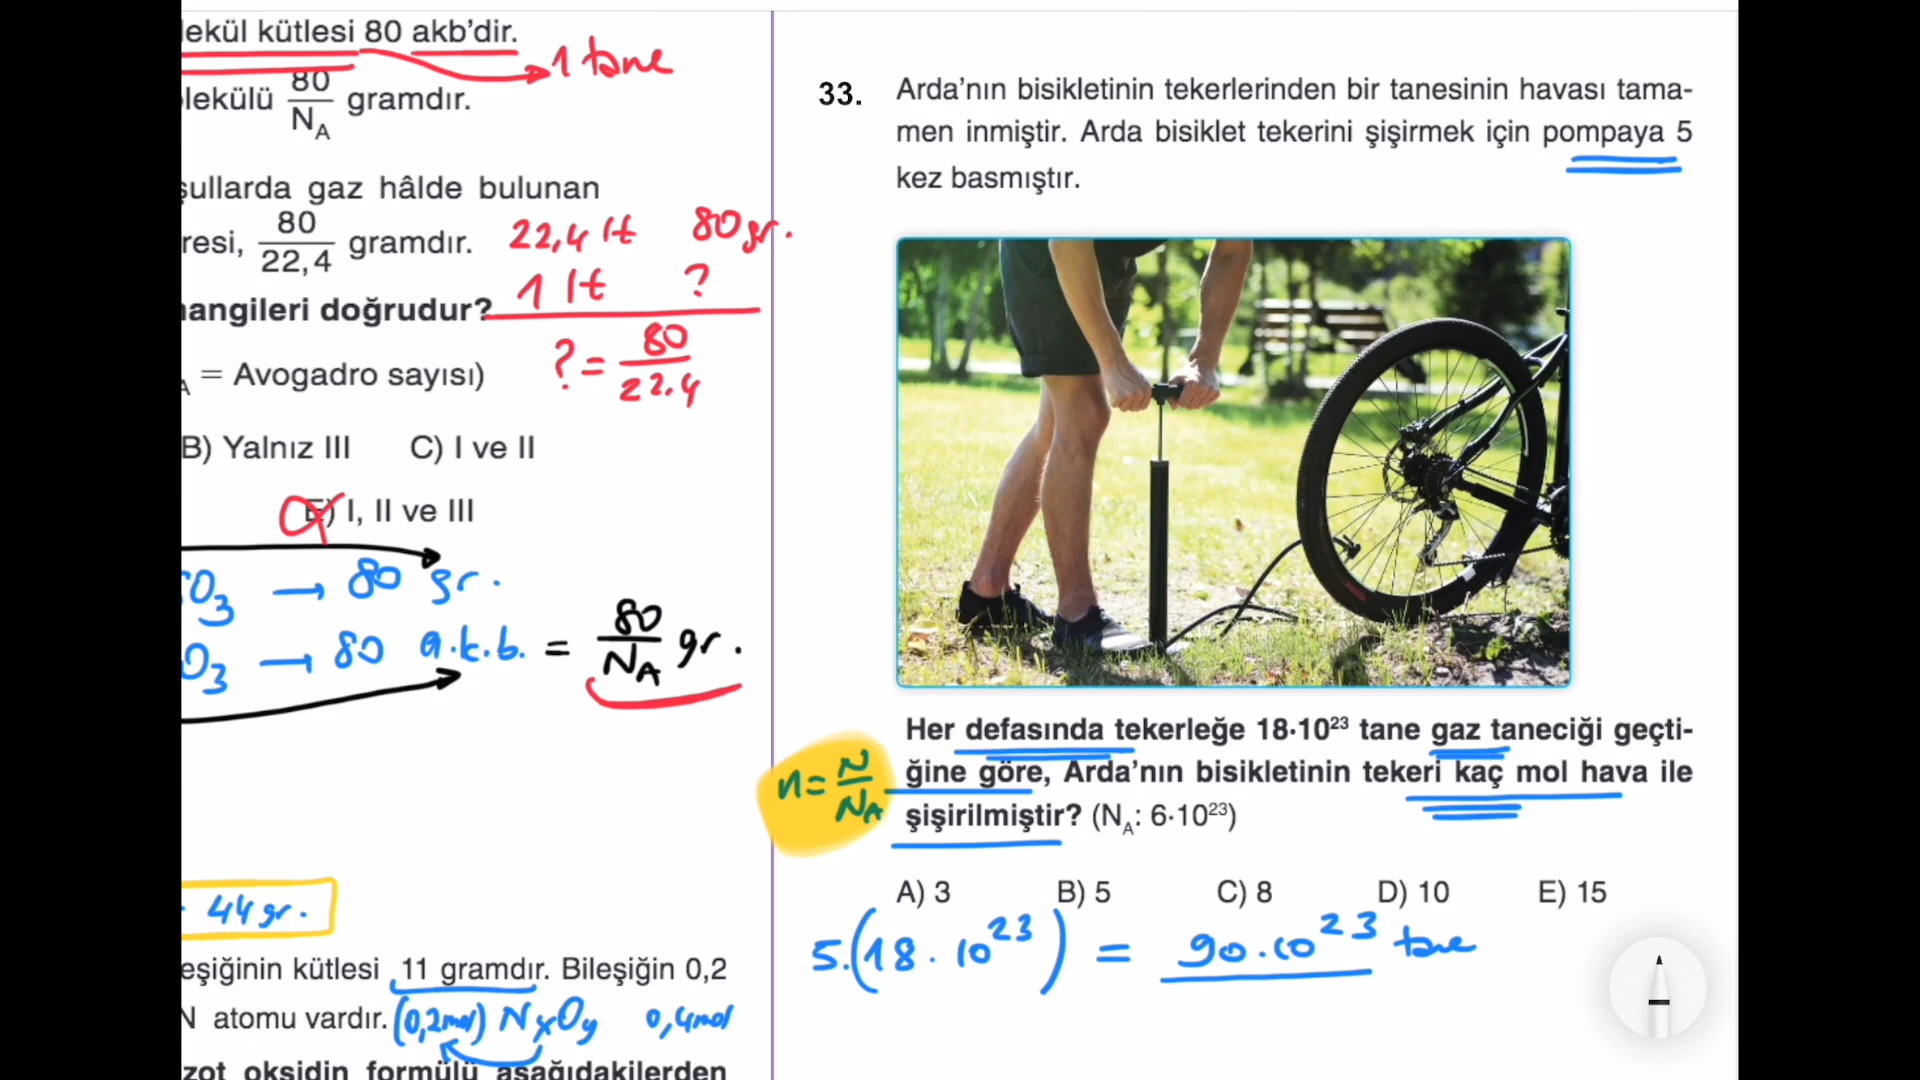 lekül kütlesi 80 akb'dir.
1 tane
lekülü 80/N_A gramdır.
şullarda gaz hâlde bulunan
resi, 80/22,4 gramdır.
22,4 lt 80 gr.
1 lt ?
hangileri doğrudur?
? = 80/22.4
A = Avogadro sayısı)
B) Yalnız III C) I ve II
E) I, II ve III
O₃ → 80 gr.
O₃ → 80 a.k.b. = 80/N_A gr.
44 gr.
eşiğinin kütlesi 11 gramdır. Bileşiğin 0,2
N atomu vardır. (0,2mol) NxOy 0,4mol
zot oksidin formülü aşağıdakilerden
33. Arda'nın bisikletinin tekerlerinden bir tanesinin havası tama-
men inmiştir. Arda bisiklet tekerini şişirmek için pompaya 5
kez basmıştır.
Her defasında tekerleğe 18·10²³ tane gaz taneciği geçti-
ğine göre, Arda'nın bisikletinin tekeri kaç mol hava ile
şişirilmiştir? (N_A: 6·10²³)
n = N/N_A
A) 3 B) 5 C) 8 D) 10 E) 15
5.(18.10²³) = 90.10²³ tane